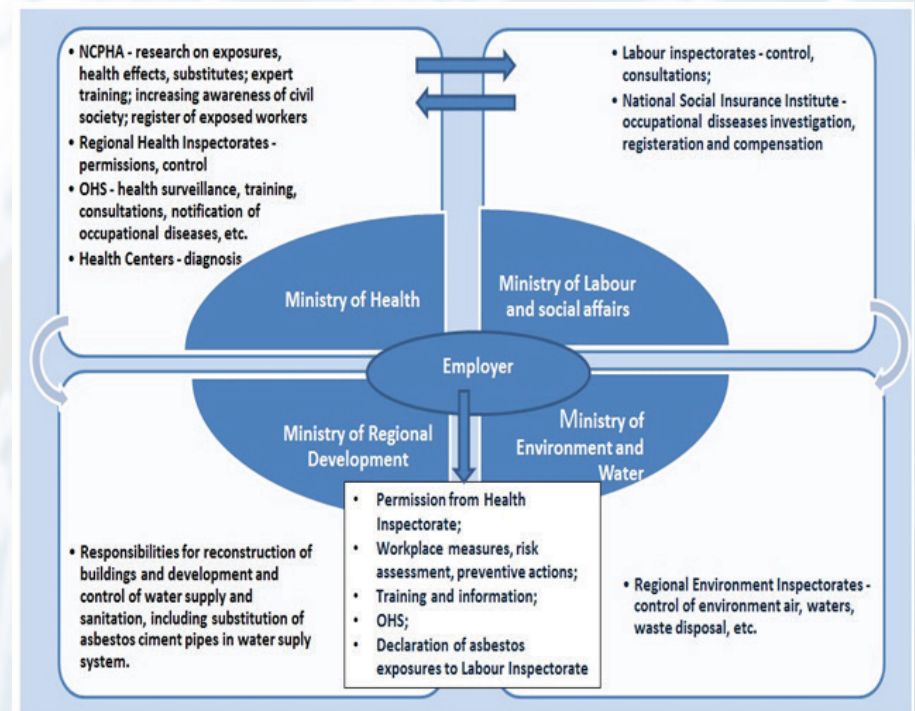 • NCPHA - research on exposures,
health effects, substitutes; expert
training; increasing awareness of civil
society; register of exposed workers
• Regional Health Inspectorates -
permissions, control
• OHS - health surveillance, training,
consultations, notification of
occupational diseases, etc.
• Health Centers - diagnosis
• Labour inspectorates - control,
consultations;
• National Social Insurance Institute -
occupational diseases investigation,
registeration and compensation
Ministry of Health
Ministry of Labour
and social affairs
Employer
Ministry of Regional
Development
Ministry of
Environment and
Water
• Responsibilities for reconstruction of
buildings and development and
control of water supply and
sanitation, including substitution of
asbestos ciment pipes in water suply
system.
• Permission from Health
Inspectorate;
• Workplace measures, risk
assessment, preventive actions;
• Training and information;
• OHS;
• Declaration of asbestos
exposures to Labour Inspectorate
• Regional Environment Inspectorates -
control of environment air, waters,
waste disposal, etc.